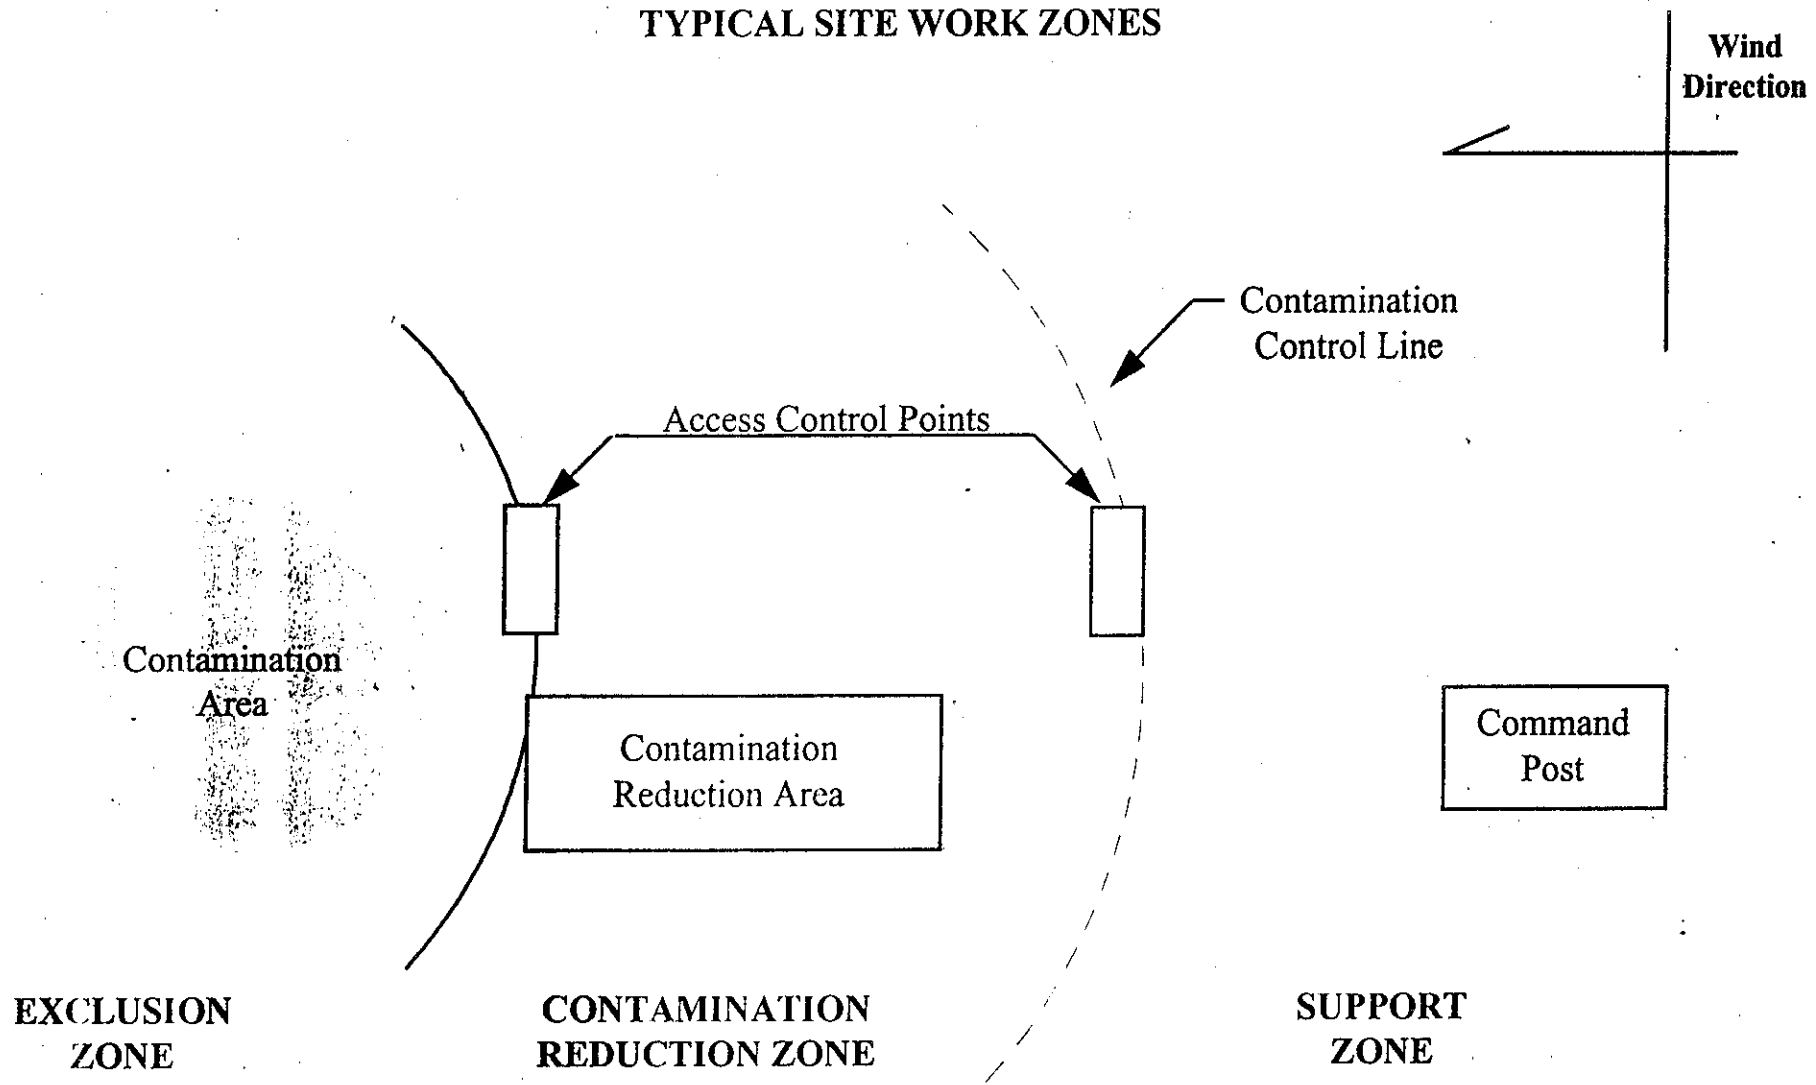 TYPICAL SITE WORK ZONES
Wind
Direction
Contamination
Control Line
Access Control Points
Contamination
Area
Contamination
Reduction Area
Command
Post
EXCLUSION
ZONE
CONTAMINATION
REDUCTION ZONE
SUPPORT
ZONE